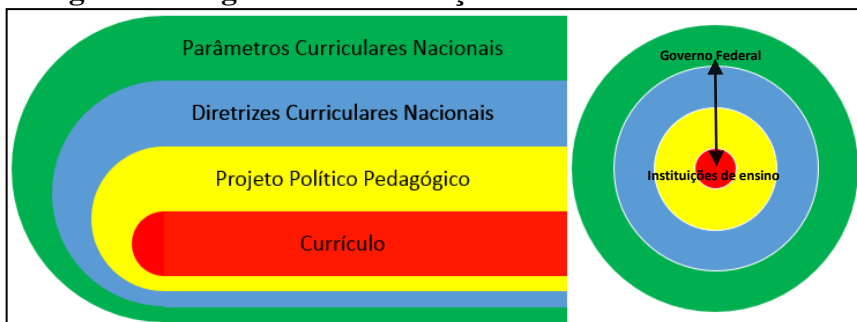 Parâmetros Curriculares Nacionais
Diretrizes Curriculares Nacionais
Projeto Político Pedagógico
Currículo
Governo Federal
Instituições de ensino